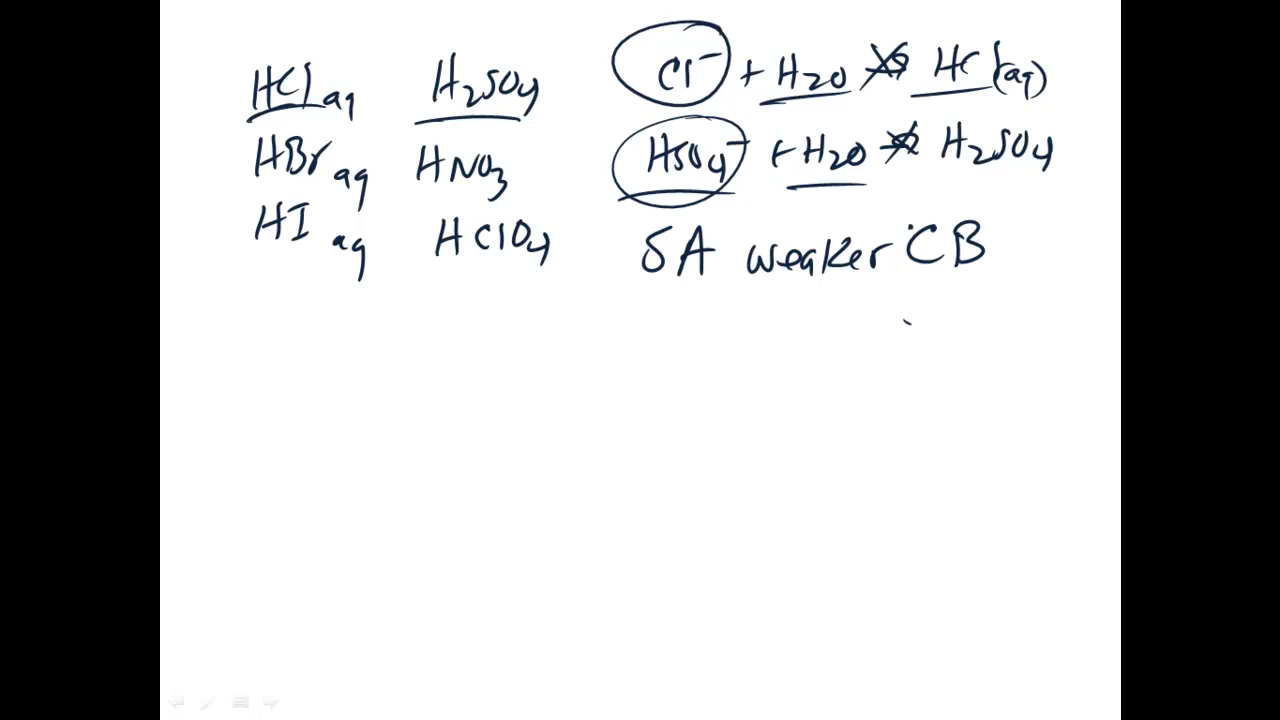 HCl aq H₂SO₄ Cl⁻ + H₂O ⇌ HCl (aq)
HBr aq HNO₃ HSO₄⁻ + H₂O ⇌ H₂SO₄
HI aq HClO₄ SA weaker CB